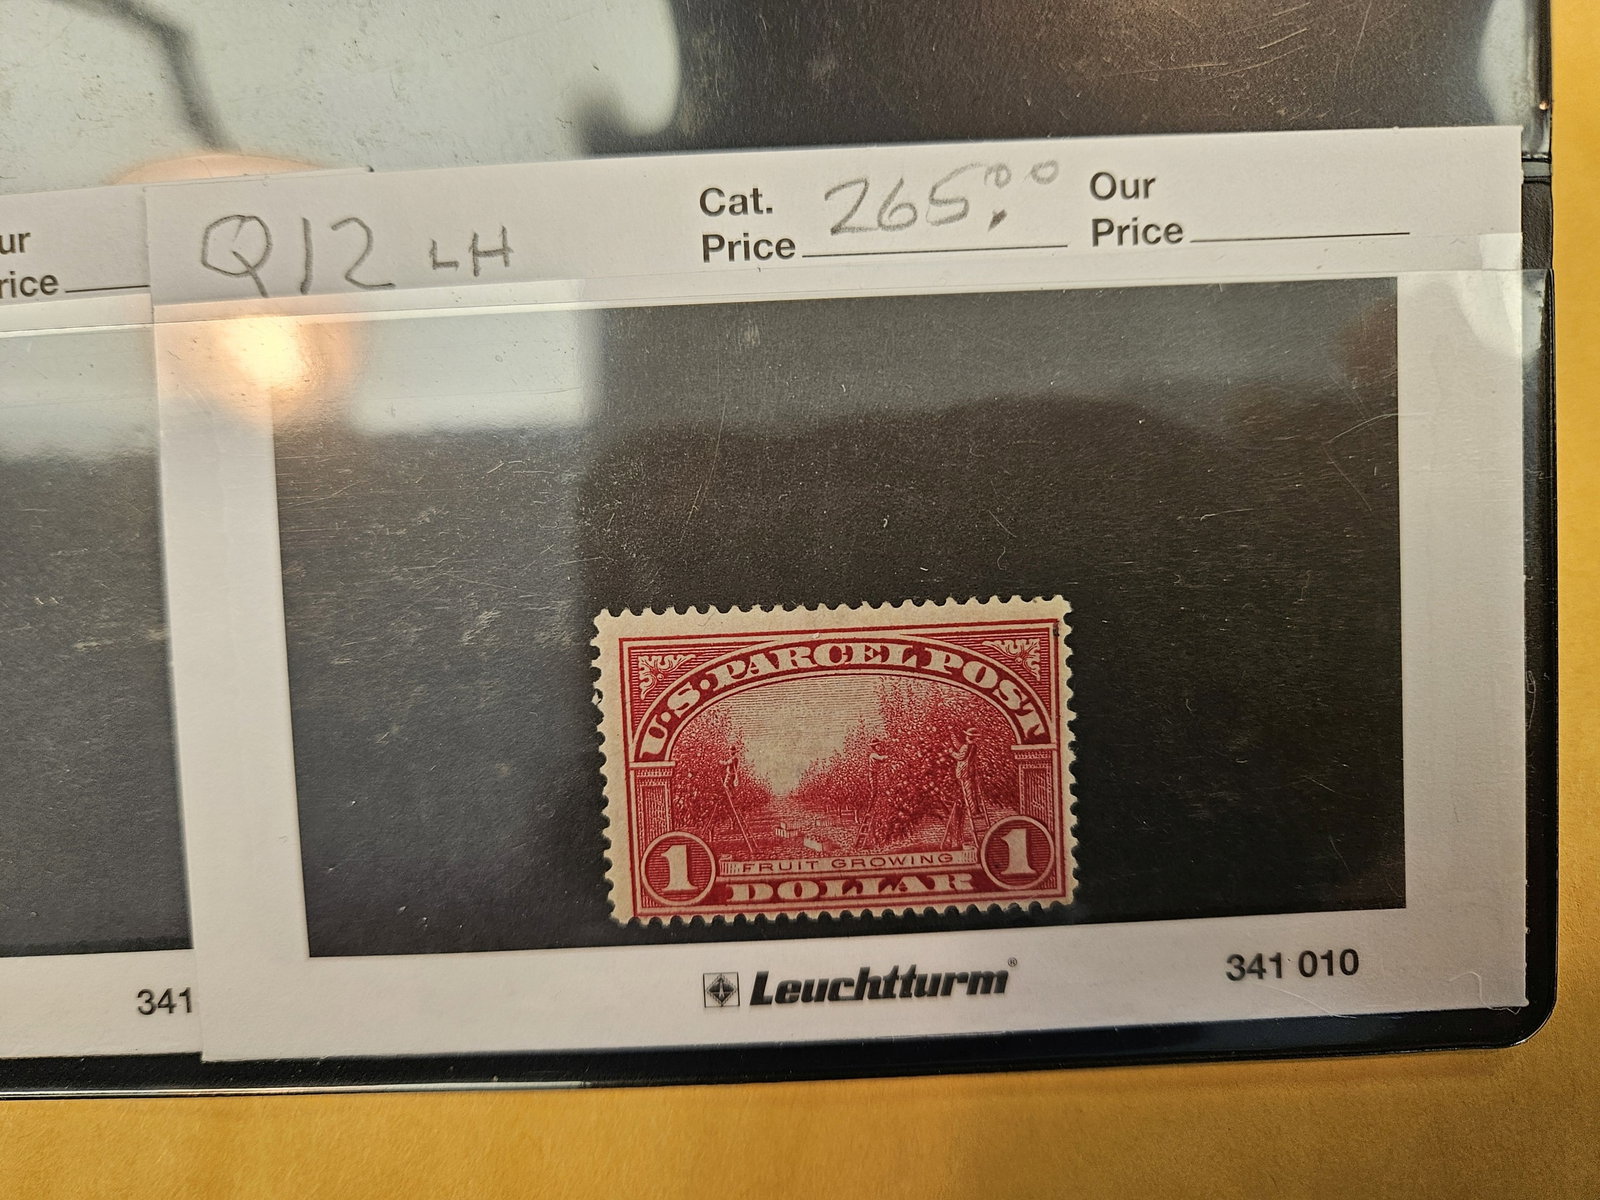 ur
rice
Q12 LH
Cat.
Price 265.00
Our
Price
U.S. PARCEL POST
1 FRUIT GROWING 1
DOLLAR
341
Leuchtturm®
341 010